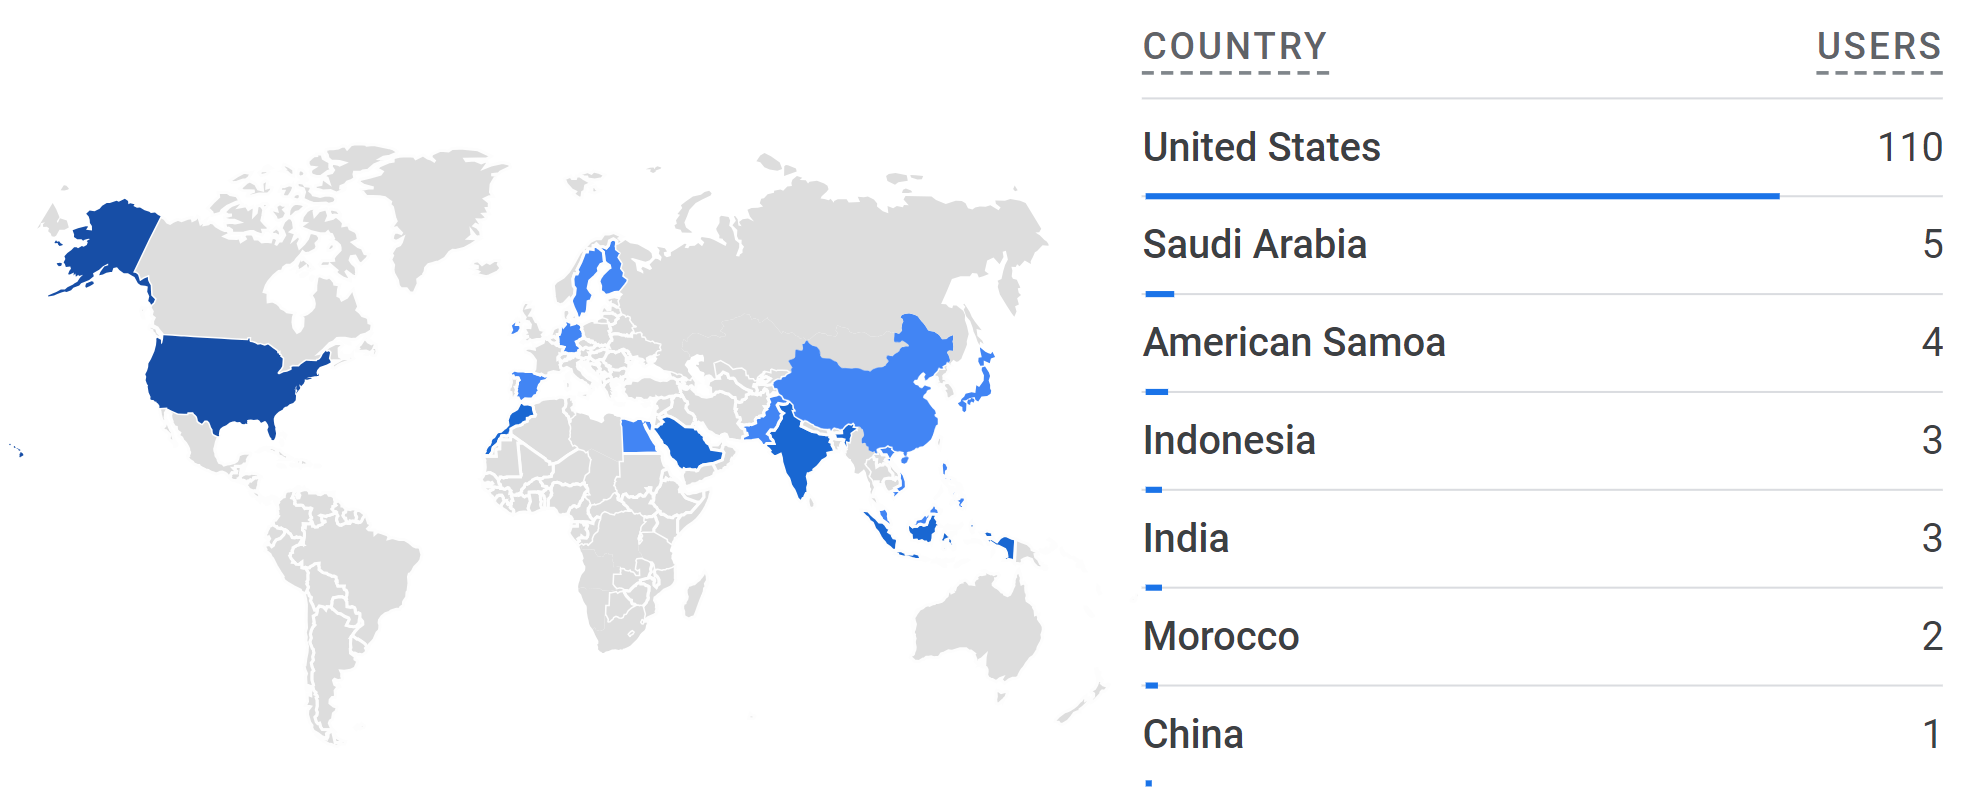 COUNTRY USERS
United States 110
Saudi Arabia 5
American Samoa 4
Indonesia 3
India 3
Morocco 2
China 1